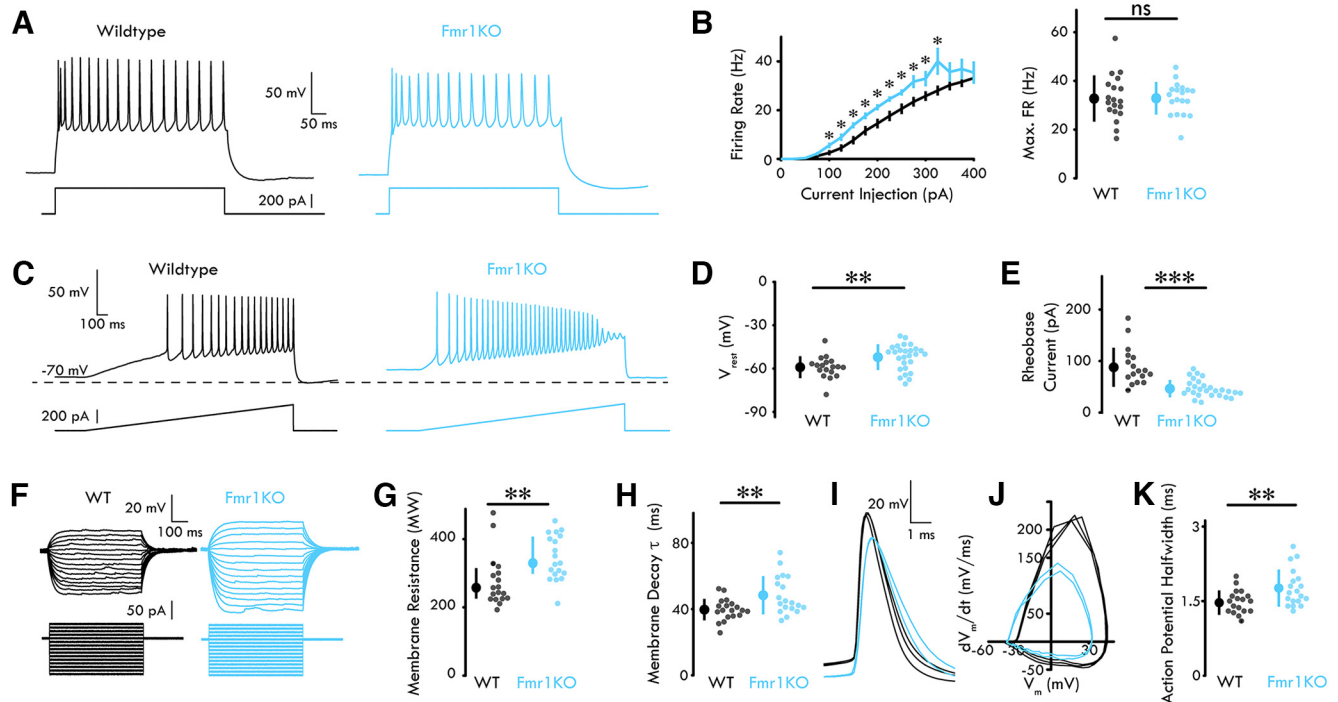 A
Wildtype
Fmr1KO
50 mV
50 ms
200 pA
B
Firing Rate (Hz)
40
20
0
* * * * * * * * * *
0 100 200 300 400
Current Injection (pA)
ns
Max. FR (Hz)
60
40
20
0
WT Fmr1KO
C
Wildtype
Fmr1KO
50 mV
100 ms
-70 mV
200 pA
D
**
Vrest (mV)
0
-30
-60
-90
WT Fmr1KO
E
***
Rheobase
Current (pA)
200
100
0
WT Fmr1KO
F
WT Fmr1KO
20 mV
100 ms
50 pA
G
**
Membrane Resistance (MW)
400
200
0
WT Fmr1KO
H
**
Membrane Decay τ (ms)
80
40
0
WT Fmr1KO
I
20 mV
1 ms
J
dVm/dt (mV/ms)
200
150
50
-60 -30 30
-50
Vm (mV)
K
**
Action Potential Halfwidth (ms)
3
1.5
0
WT Fmr1KO